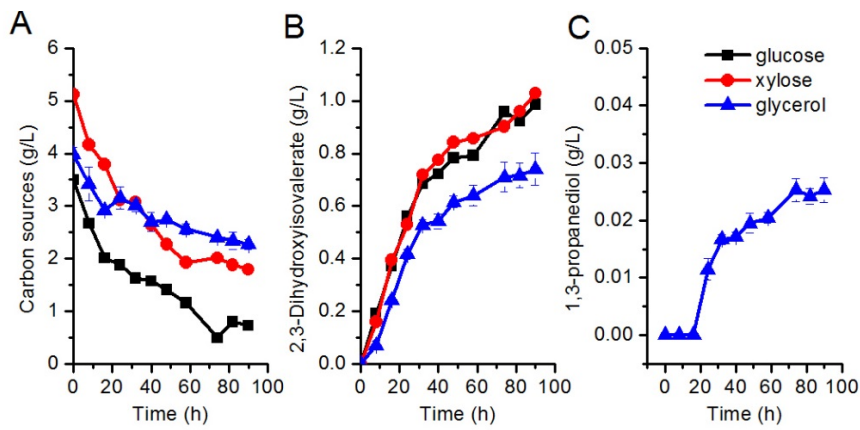 A
Carbon sources (g/L)
6
5
4
3
2
1
0
0 20 40 60 80 100
Time (h)
B
2,3-DIhydroxyisovalerate (g/L)
1.2
1.0
0.8
0.6
0.4
0.2
0.0
0 20 40 60 80 100
Time (h)
C
1,3-propanediol (g/L)
0.05
0.04
0.03
0.02
0.01
0.00
0 20 40 60 80 100
Time (h)
glucose
xylose
glycerol